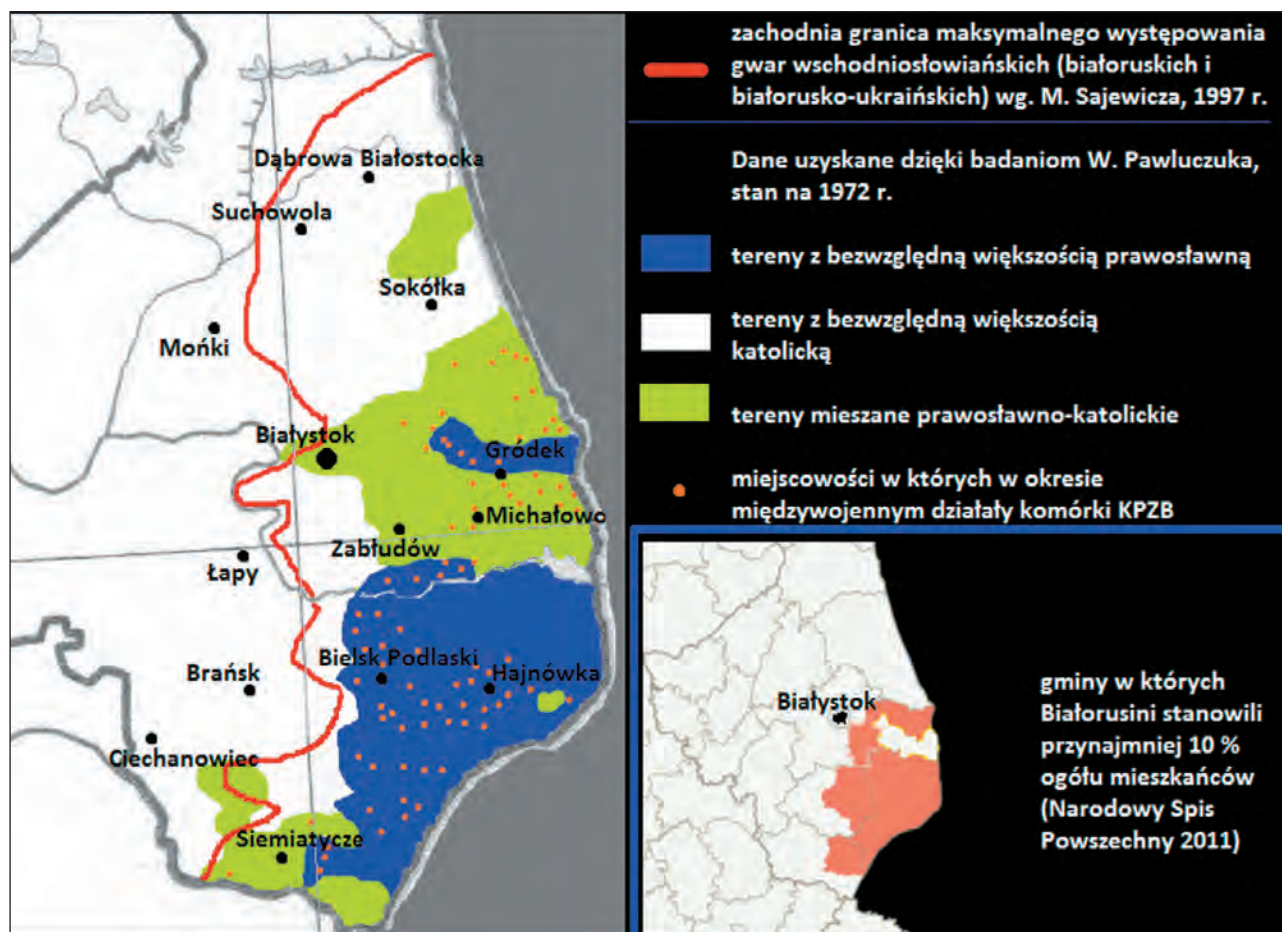 zachodnia granica maksymalnego występowania
gwar wschodniosłowiańskich (białoruskich i
białorusko-ukraińskich) wg. M. Sajewicza, 1997 r.
Dane uzyskane dzięki badaniom W. Pawluczuka,
stan na 1972 r.
tereny z bezwzględną większością prawosławną
tereny z bezwzględną większością
katolicką
tereny mieszane prawosławno-katolickie
miejscowości w których w okresie
międzywojennym działały komórki KPZB
Dąbrowa Białostocka
Suchowola
Sokółka
Mońki
Białystok
Gródek
Michałowo
Zabłudów
Łapy
Bielsk Podlaski
Hajnówka
Brańsk
Ciechanowiec
Siemiatycze
Białystok
gminy w których
Białorusini stanowili
przynajmniej 10 %
ogółu mieszkańców
(Narodowy Spis
Powszechny 2011)